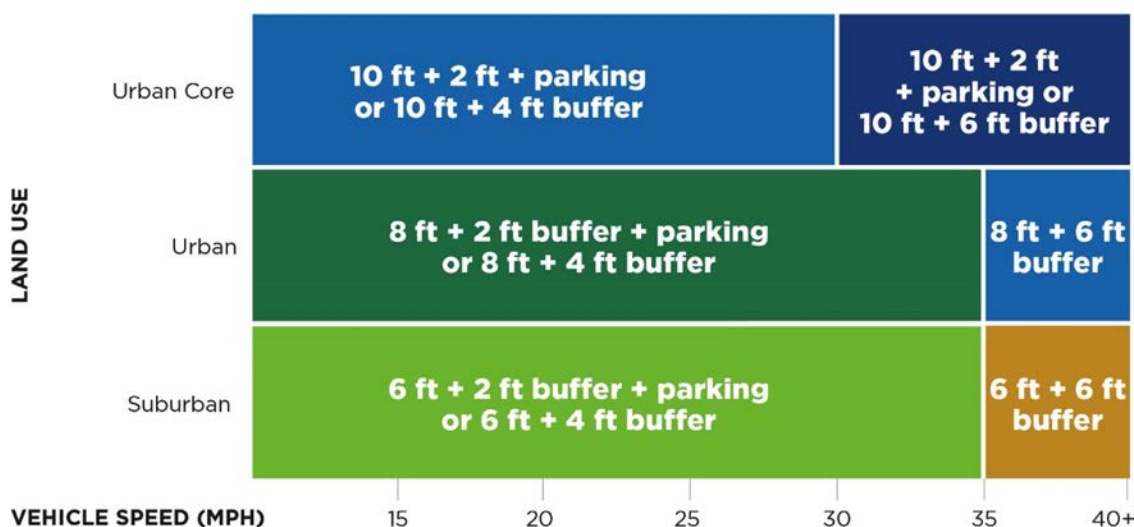 Urban Core
10 ft + 2 ft + parking
or 10 ft + 4 ft buffer
10 ft + 2 ft
+ parking or
10 ft + 6 ft buffer
LAND USE
Urban
8 ft + 2 ft buffer + parking
or 8 ft + 4 ft buffer
8 ft + 6 ft
buffer
Suburban
6 ft + 2 ft buffer + parking
or 6 ft + 4 ft buffer
6 ft + 6 ft
buffer
VEHICLE SPEED (MPH) 15 20 25 30 35 40+